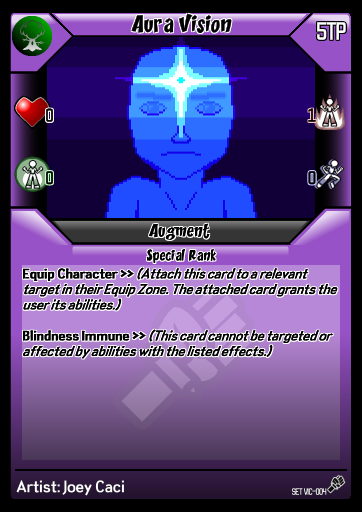 Aura Vision
5TP
0
1
0
0
Augment
Special Rank
Equip Character >> (Attach this card to a relevant
target in their Equip Zone. The attached card grants the
user its abilities.)
Blindness Immune >> (This card cannot be targeted or
affected by abilities with the listed effects.)
Artist: Joey Caci
SET VIC-004